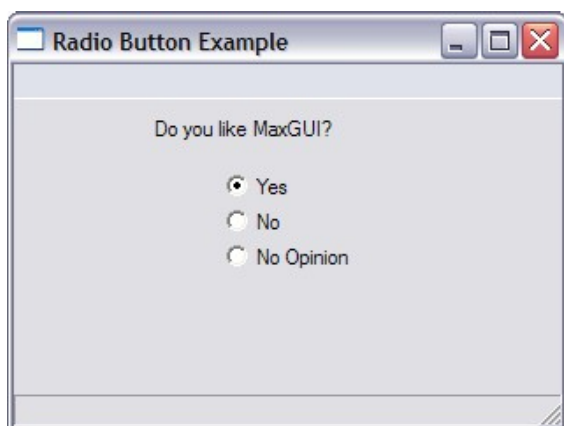 Radio Button Example
Do you like MaxGUI?
Yes
No
No Opinion